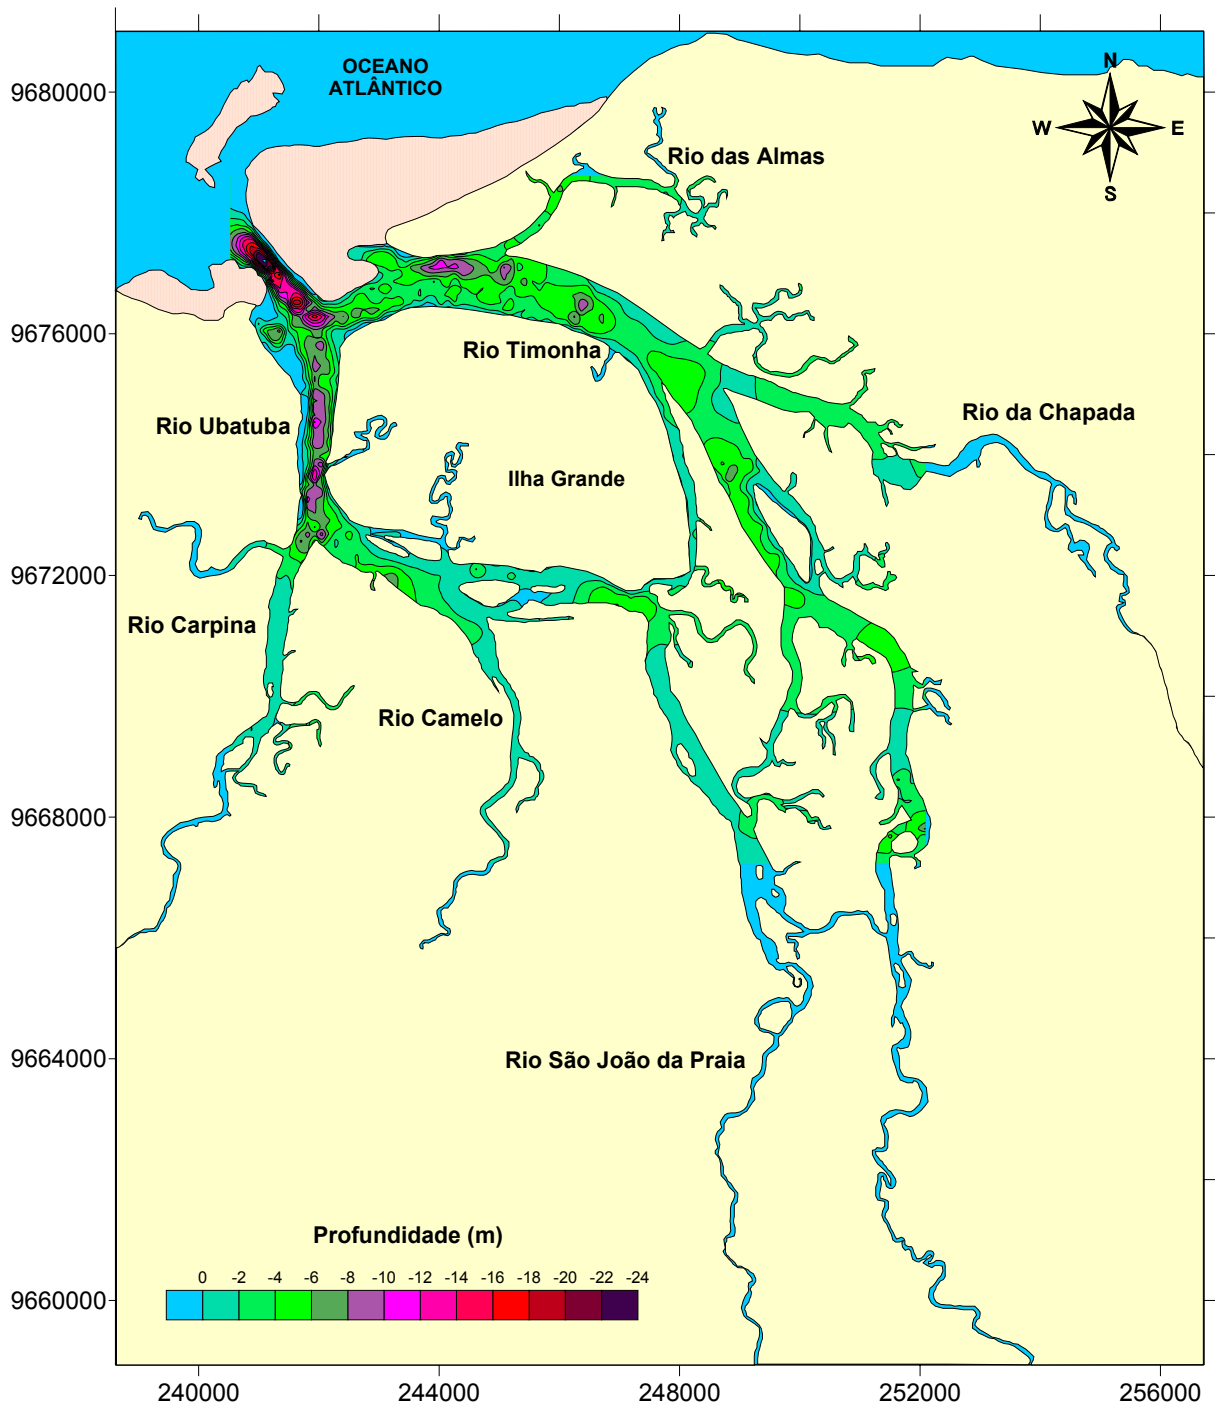 OCEANO
ATLÂNTICO
N
W
E
S
9680000
Rio das Almas
9676000
Rio Timonha
Rio da Chapada
Rio Ubatuba
Ilha Grande
9672000
Rio Carpina
Rio Camelo
9668000
9664000
Rio São João da Praia
Profundidade (m)
0 -2 -4 -6 -8 -10 -12 -14 -16 -18 -20 -22 -24
9660000
240000 244000 248000 252000 256000